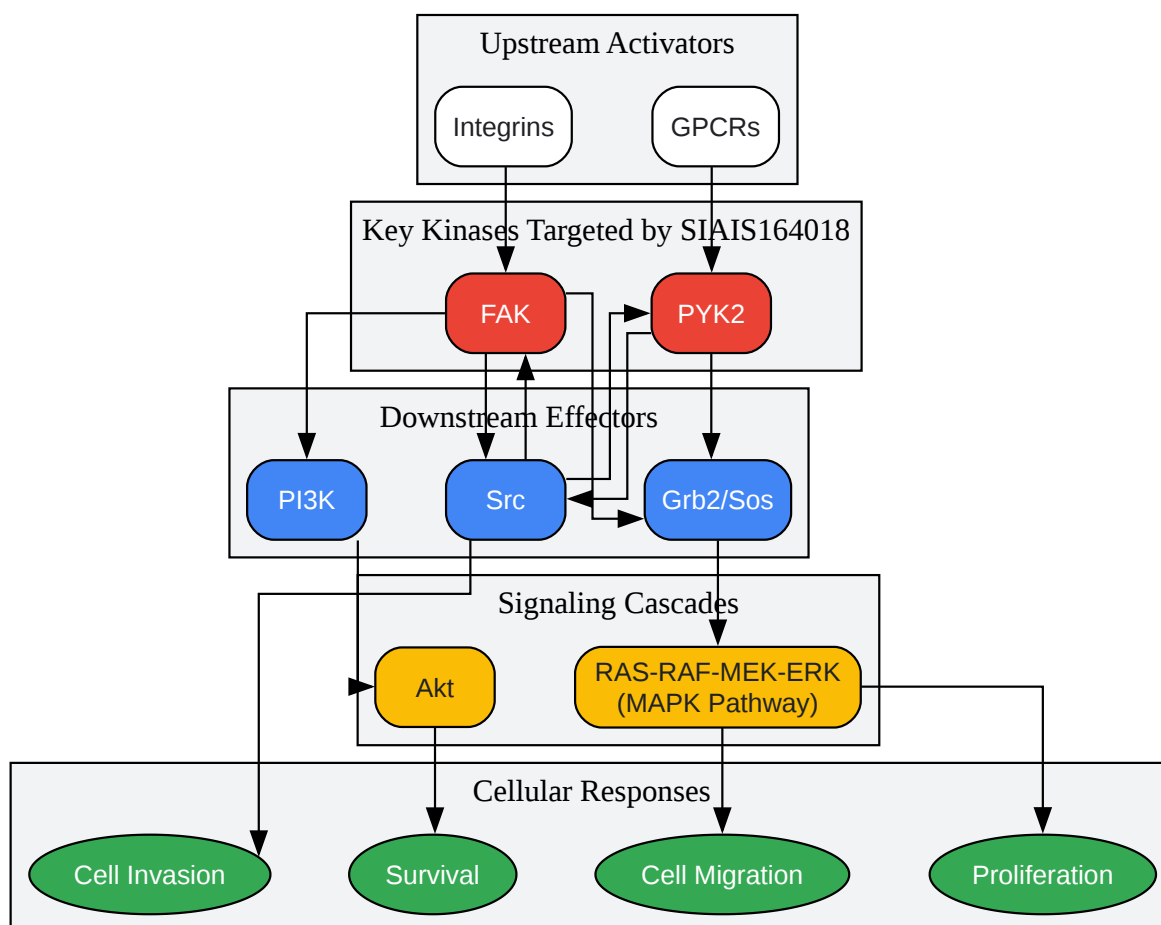 Upstream Activators
Integrins
GPCRs
Key Kinases Targeted by SIAIS164018
FAK
PYK2
Downstream Effectors
PI3K
Src
Grb2/Sos
Signaling Cascades
Akt
RAS-RAF-MEK-ERK
(MAPK Pathway)
Cellular Responses
Cell Invasion
Survival
Cell Migration
Proliferation